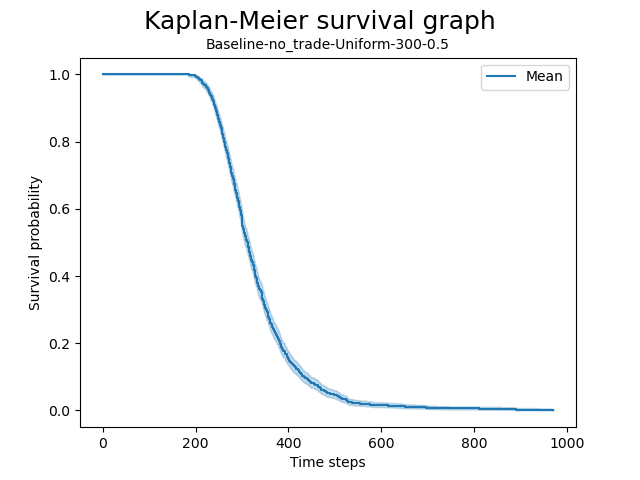 Kaplan-Meier survival graph
Baseline-no_trade-Uniform-300-0.5
Mean
Survival probability
1.0
0.8
0.6
0.4
0.2
0.0
0 200 400 600 800 1000
Time steps